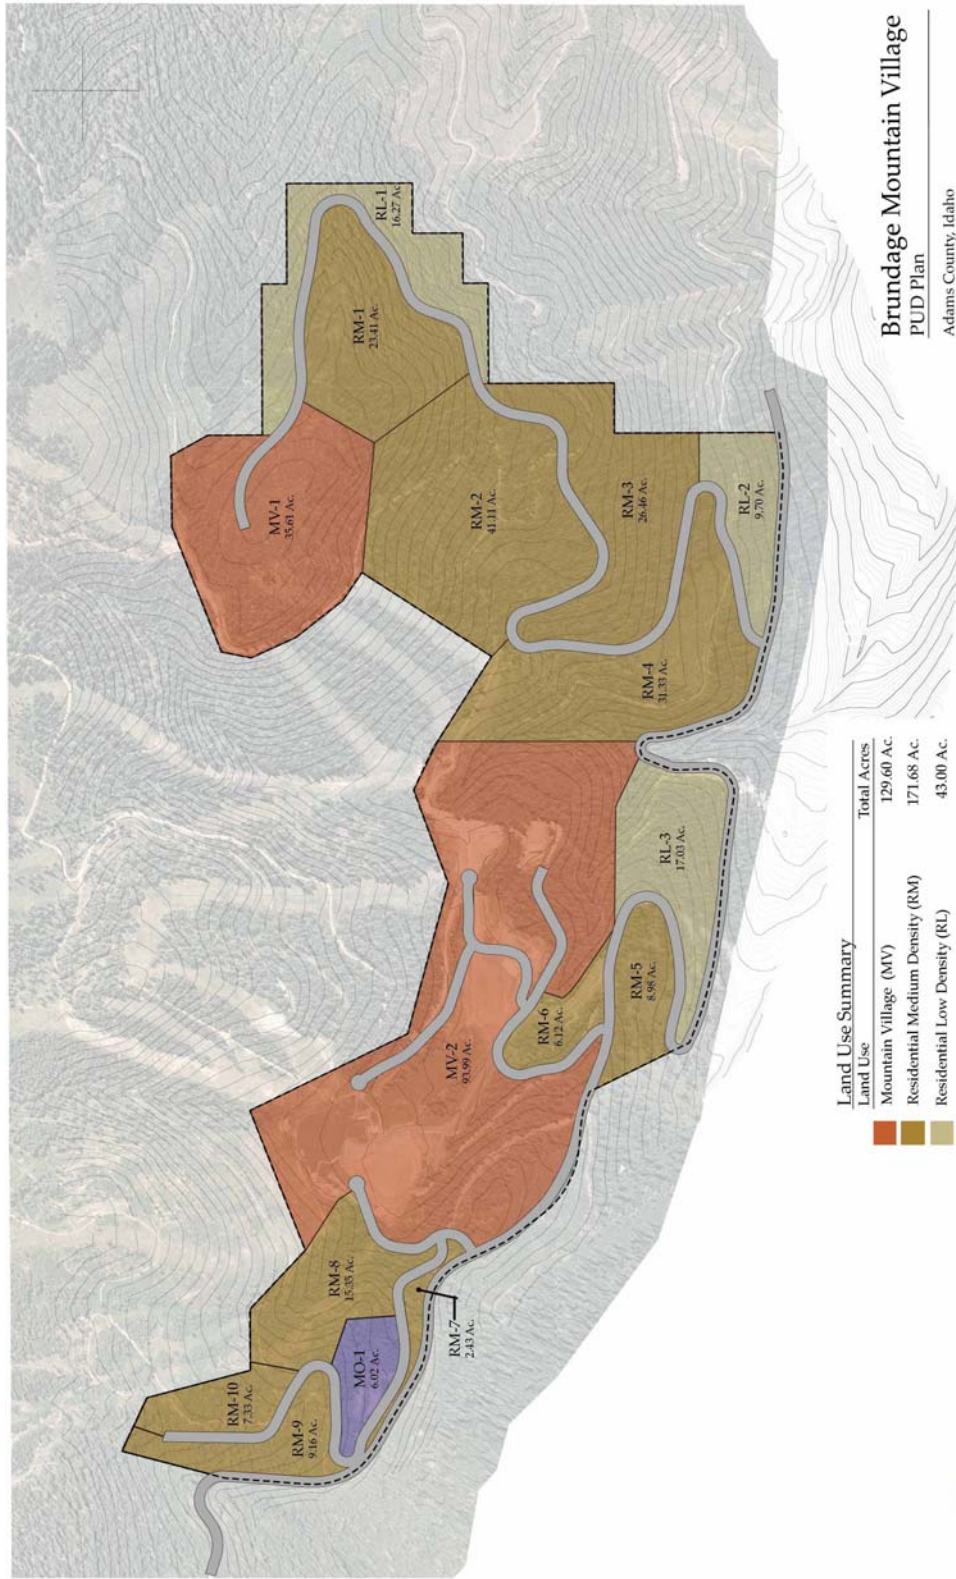 RL-1
16.27 Ac.
RM-1
23.41 Ac.
MV-1
35.61 Ac.
RM-2
41.11 Ac.
RM-3
26.46 Ac.
RL-2
9.70 Ac.
RM-4
31.33 Ac.
RL-3
17.03 Ac.
RM-5
8.98 Ac.
RM-6
6.12 Ac.
MV-2
93.99 Ac.
RM-8
15.35 Ac.
RM-7
2.43 Ac.
MO-1
6.02 Ac.
RM-10
7.33 Ac.
RM-9
9.16 Ac.
Brundage Mountain Village
PUD Plan
Adams County, Idaho
Land Use Summary
Land Use Total Acres
Mountain Village (MV) 129.60 Ac.
Residential Medium Density (RM) 171.68 Ac.
Residential Low Density (RL) 43.00 Ac.